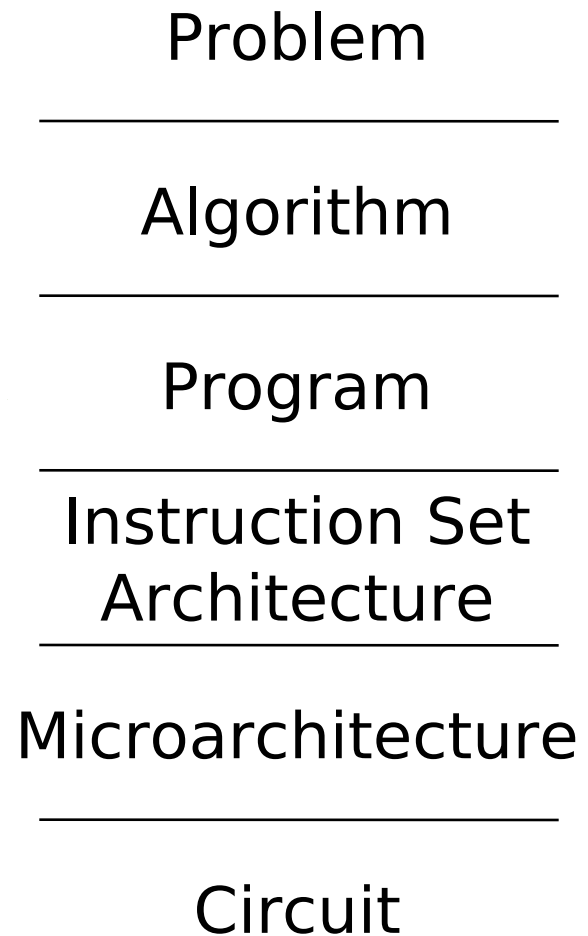 Problem
Algorithm
Program
Instruction Set
Architecture
Microarchitecture
Circuit